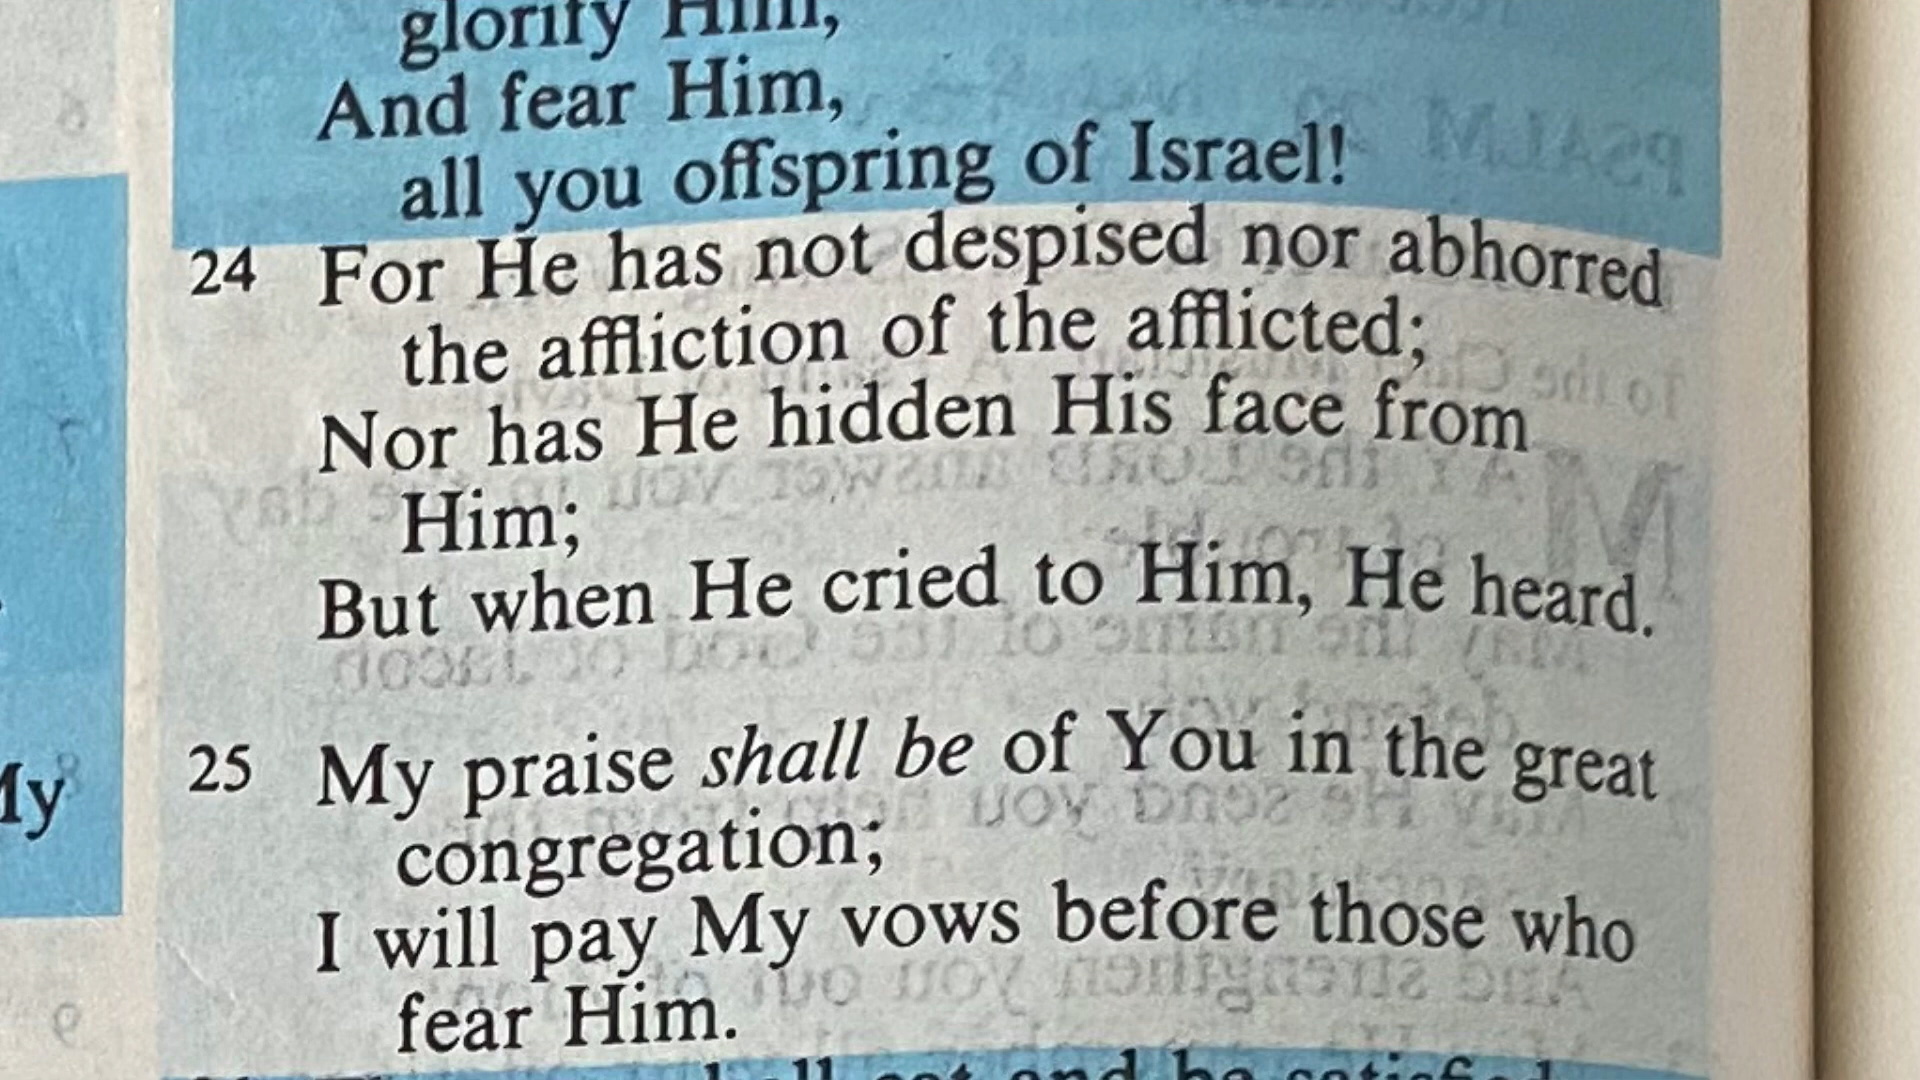 glorify Him,
And fear Him,
all you offspring of Israel!
24 For He has not despised nor abhorred
the affliction of the afflicted;
Nor has He hidden His face from
Him;
But when He cried to Him, He heard.
25 My praise shall be of You in the great
congregation;
I will pay My vows before those who
fear Him.